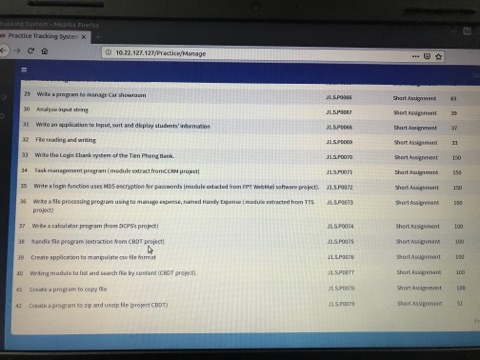 Tracking System - Mozilla Firefox
Practice Tracking System
10.22.127.127/Practice/Manage
29 Write a program to manage Car showroom J1.S.P0066 Short Assignment 63
30 Analyze input string J1.S.P0067 Short Assignment 39
31 Write an application to input, sort and display students' information J1.S.P0068 Short Assignment 37
32 File reading and writing J1.S.P0069 Short Assignment 33
33 Write the Login Ebank system of the Tien Phong Bank. J1.S.P0070 Short Assignment 150
34 Task management program ( module extract from CCRM project) J1.S.P0071 Short Assignment 150
35 Write a login function uses MD5 encryption for passwords (module extacted from FPT WebMail software project). J1.S.P0072 Short Assignment 150
36 Write a file processing program using to manage expense, named Handy Expense ( module extracted from TTS J1.S.P0073 Short Assignment 100
project)
37 Write a calculator program (from DCPS's project) J1.S.P0074 Short Assignment 100
38 Handle file program (extraction from CBDT project) J1.S.P0075 Short Assignment 100
39 Create application to manipulate csv file format J1.S.P0076 Short Assignment 100
40 Writing module to list and search file by content (CBDT project). J1.S.P0077 Short Assignment 100
41 Create a program to copy file J1.S.P0078 Short Assignment 100
42 Create a program to zip and unzip file (project CBDT) J1.S.P0079 Short Assignment 51